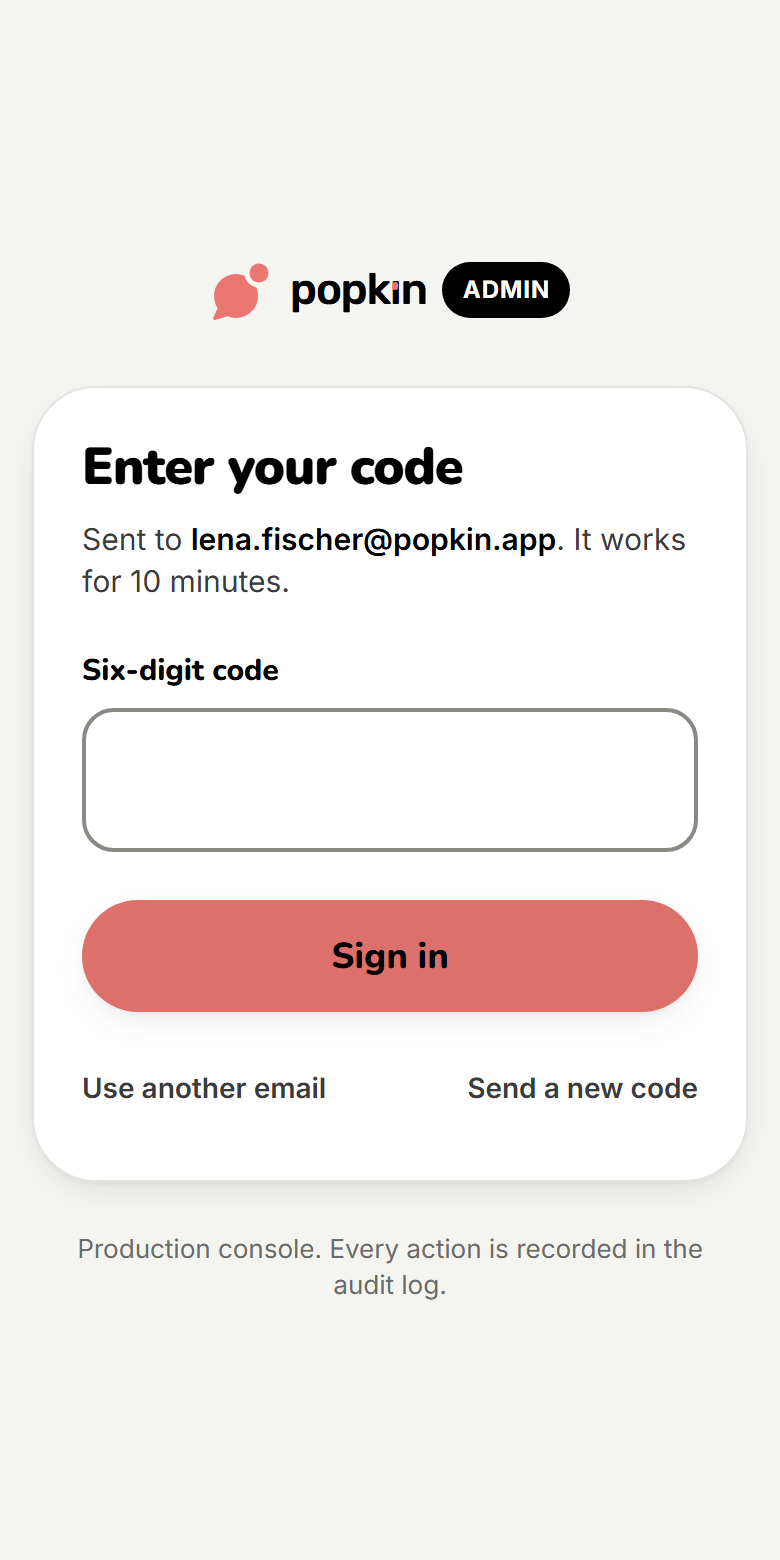 popkin ADMIN
Enter your code
Sent to lena.fischer@popkin.app. It works
for 10 minutes.
Six-digit code
Sign in
Use another email
Send a new code
Production console. Every action is recorded in the
audit log.